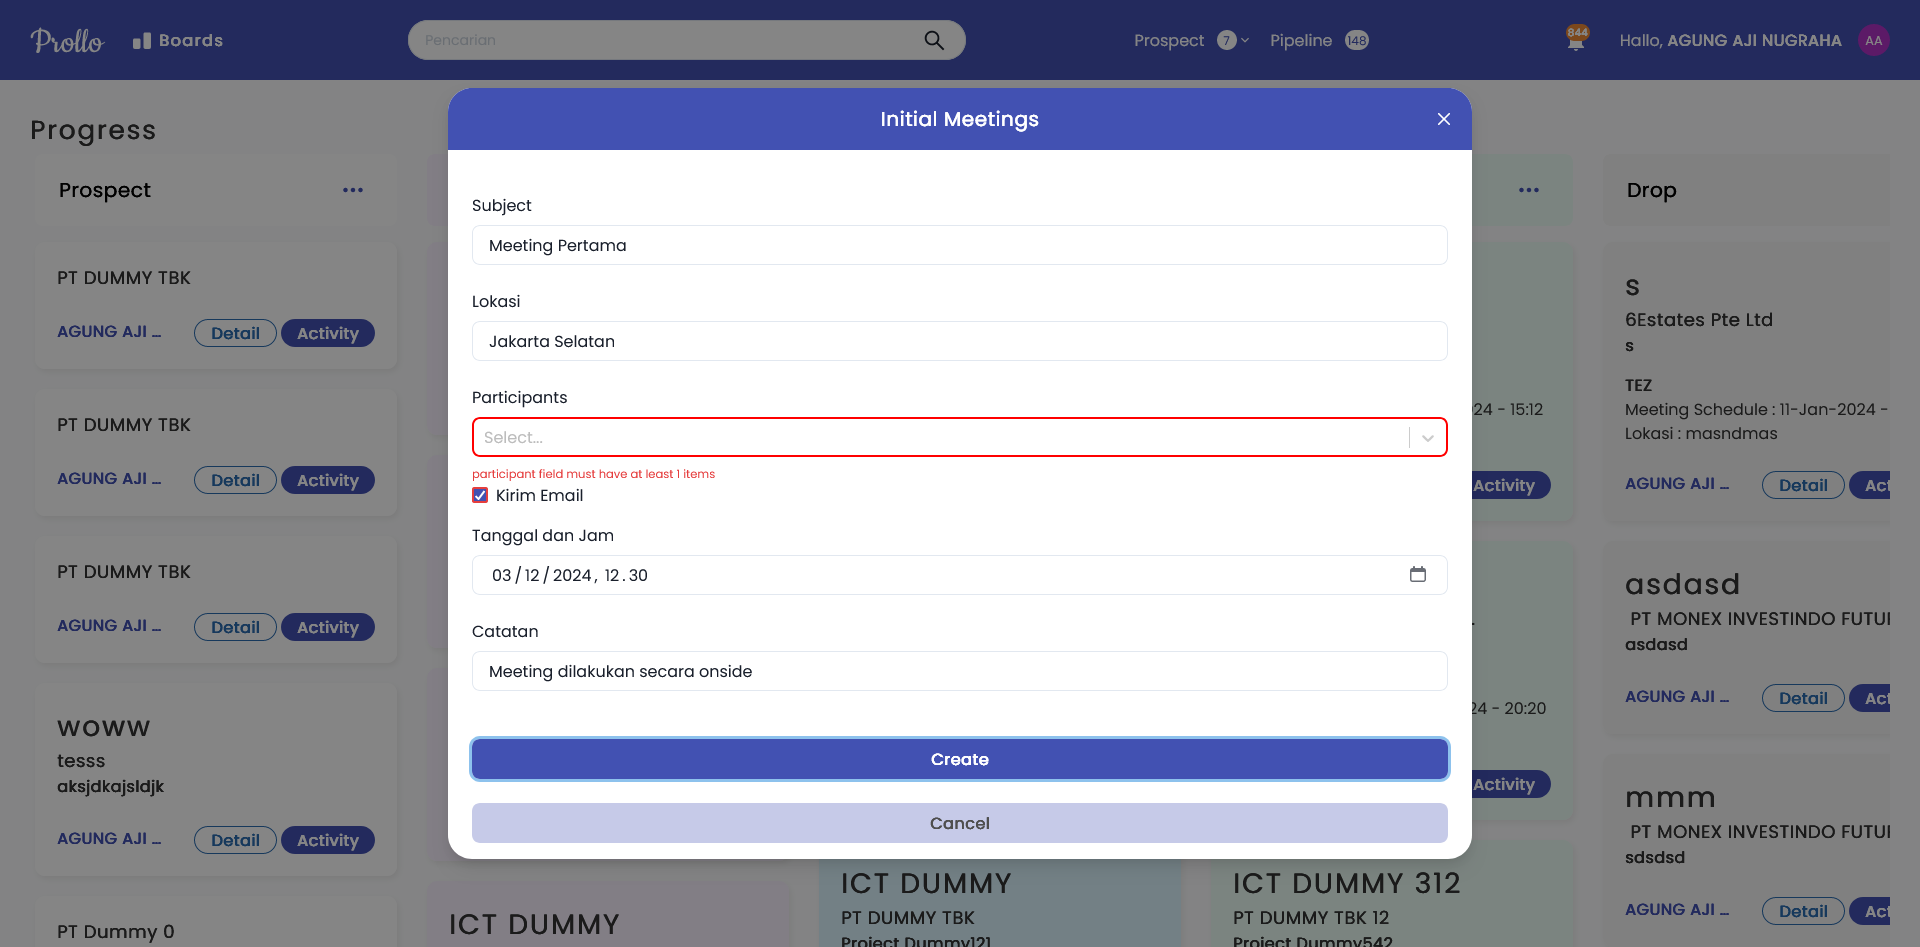 Prollo
Boards
Pencarian
Prospect 7
Pipeline 148
844
Hallo, AGUNG AJI NUGRAHA
AA
Progress
Prospect
PT DUMMY TBK
AGUNG AJI ...
Detail
Activity
PT DUMMY TBK
AGUNG AJI ...
Detail
Activity
PT DUMMY TBK
AGUNG AJI ...
Detail
Activity
woww
tesss
aksjdkajsldjk
AGUNG AJI ...
Detail
Activity
PT Dummy 0
Initial Meetings
Subject
Meeting Pertama
Lokasi
Jakarta Selatan
Participants
Select...
participant field must have at least 1 items
Kirim Email
Tanggal dan Jam
03/12/2024, 12.30
Catatan
Meeting dilakukan secara onside
Create
Cancel
ICT DUMMY
ICT DUMMY
PT DUMMY TBK
Project Dummy121
24 - 15:12
Activity
24 - 20:20
Activity
ICT DUMMY 312
PT DUMMY TBK 12
Project Dummy542
Drop
s
6Estates Pte Ltd
s
TEZ
Meeting Schedule : 11-Jan-2024 -
Lokasi : masndmas
AGUNG AJI ...
Detail
Act
asdasd
PT MONEX INVESTINDO FUTUI
asdasd
AGUNG AJI ...
Detail
Act
mmm
PT MONEX INVESTINDO FUTUI
sdsdsd
AGUNG AJI ...
Detail
Act